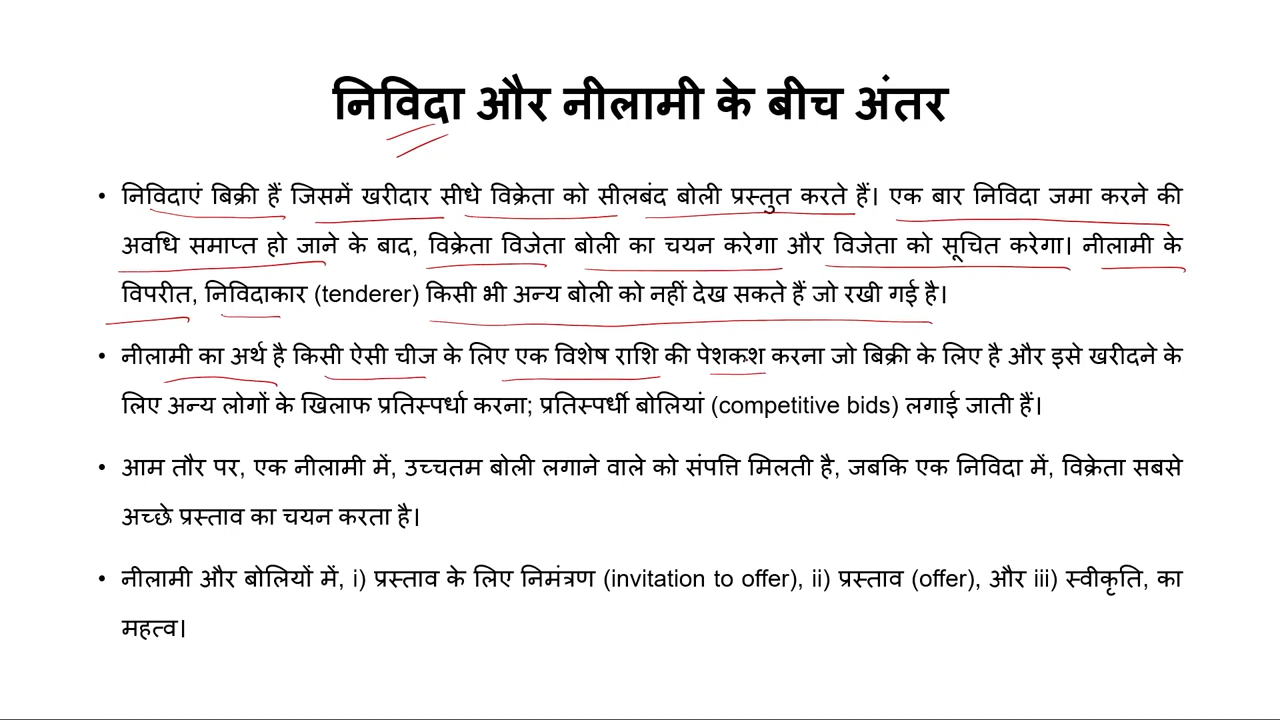 निविदा और नीलामी के बीच अंतर
• निविदाएं बिक्री हैं जिसमें खरीदार सीधे विक्रेता को सीलबंद बोली प्रस्तुत करते हैं। एक बार निविदा जमा करने की
अवधि समाप्त हो जाने के बाद, विक्रेता विजेता बोली का चयन करेगा और विजेता को सूचित करेगा। नीलामी के
विपरीत, निविदाकार (tenderer) किसी भी अन्य बोली को नहीं देख सकते हैं जो रखी गई है।
• नीलामी का अर्थ है किसी ऐसी चीज के लिए एक विशेष राशि की पेशकश करना जो बिक्री के लिए है और इसे खरीदने के
लिए अन्य लोगों के खिलाफ प्रतिस्पर्धा करना; प्रतिस्पर्धी बोलियां (competitive bids) लगाई जाती हैं।
• आम तौर पर, एक नीलामी में, उच्चतम बोली लगाने वाले को संपत्ति मिलती है, जबकि एक निविदा में, विक्रेता सबसे
अच्छे प्रस्ताव का चयन करता है।
• नीलामी और बोलियों में, i) प्रस्ताव के लिए निमंत्रण (invitation to offer), ii) प्रस्ताव (offer), और iii) स्वीकृति, का
महत्व।